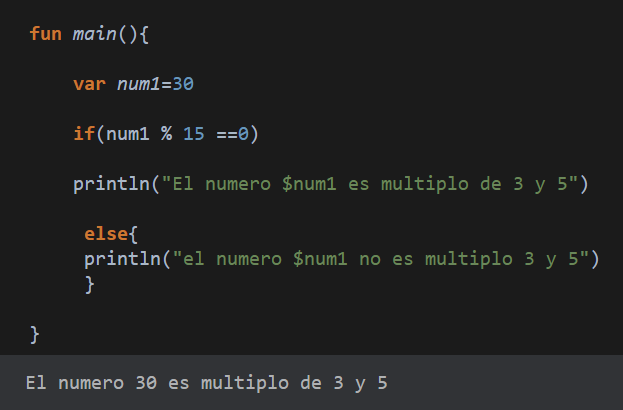 fun main(){
var num1=30
if(num1 % 15 ==0)
println("El numero $num1 es multiplo de 3 y 5")
else{
println("el numero $num1 no es multiplo 3 y 5")
}
}
El numero 30 es multiplo de 3 y 5